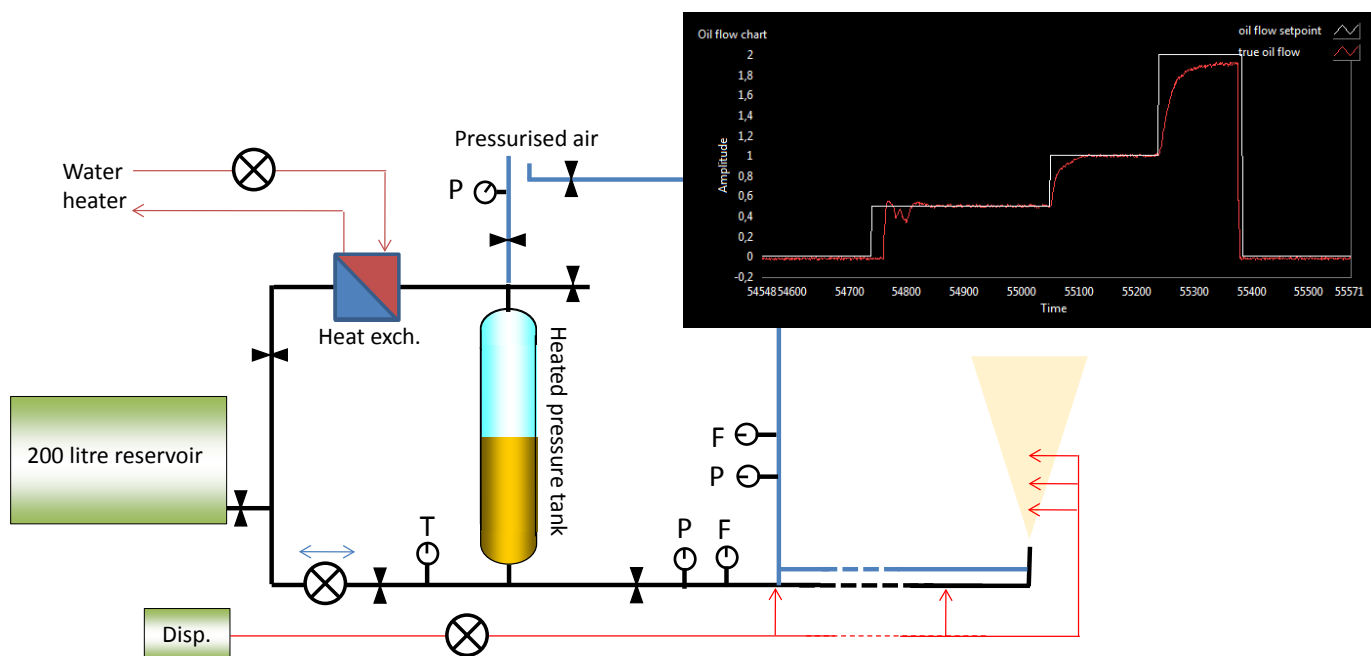 Oil flow chart
oil flow setpoint
true oil flow
2
1,8
1,6
1,4
1,2
1
0,8
0,6
0,4
0,2
0
-0,2
Amplitude
54548 54600 54700 54800 54900 55000 55100 55200 55300 55400 55500 55571
Time
Pressurised air
Water
heater
P
Heat exch.
Heated pressure tank
200 litre reservoir
F
P
T
P
F
Disp.